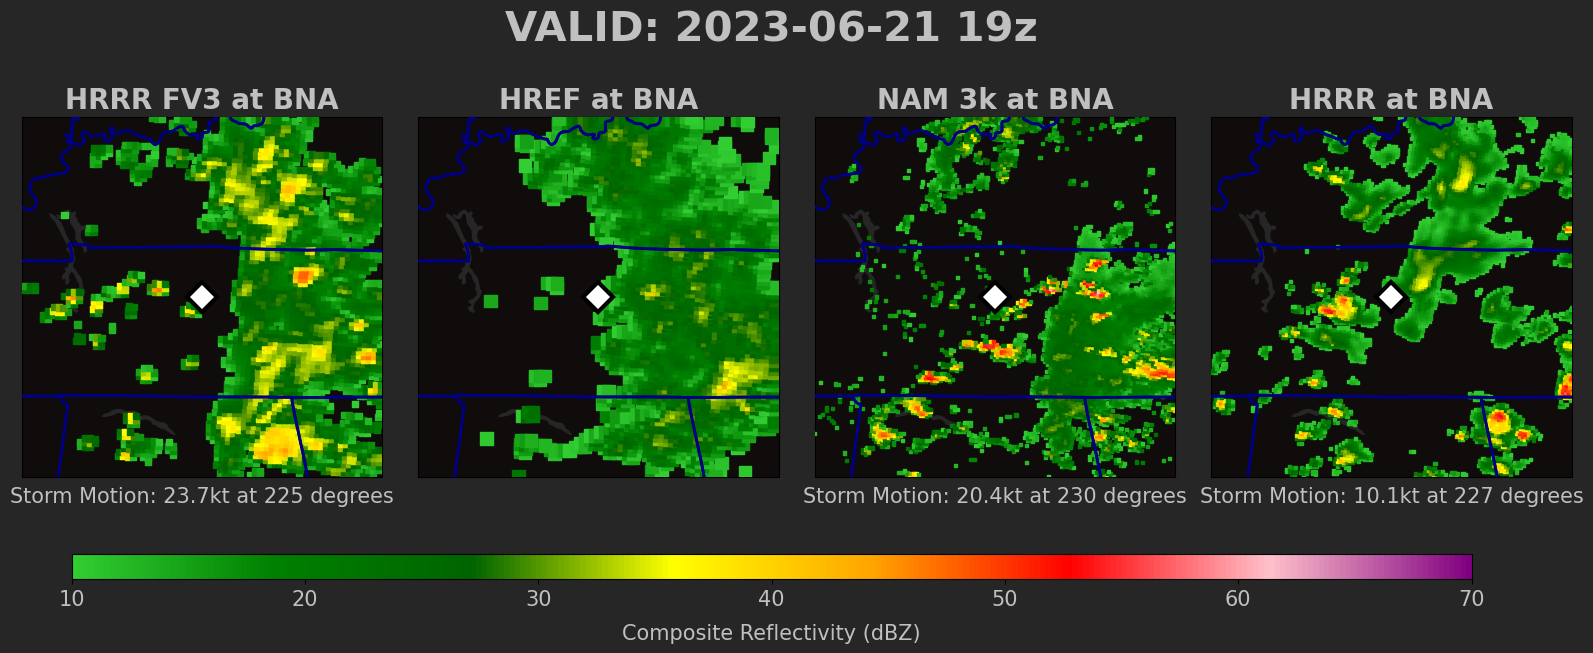 VALID: 2023-06-21 19z
HRRR FV3 at BNA
HREF at BNA
NAM 3k at BNA
HRRR at BNA
Storm Motion: 23.7kt at 225 degrees
Storm Motion: 20.4kt at 230 degrees
Storm Motion: 10.1kt at 227 degrees
10 20 30 40 50 60 70
Composite Reflectivity (dBZ)